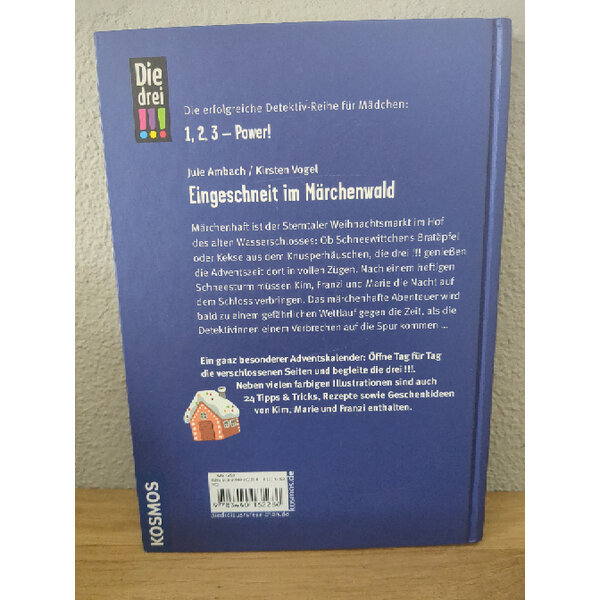 Die
drei
!!!
Die erfolgreiche Detektiv-Reihe für Mädchen:
1, 2, 3 – Power!
Jule Ambach / Kirsten Vogel
Eingeschneit im Märchenwald
Märchenhaft ist der Sterntaler Weihnachtsmarkt im Hof
des alten Wasserschlosses: Ob Schneewittchens Bratäpfel
oder Kekse aus dem Knusperhäuschen, die drei !!! genießen
die Adventszeit dort in vollen Zügen. Nach einem heftigen
Schneesturm müssen Kim, Franzi und Marie die Nacht auf
dem Schloss verbringen. Das märchenhafte Abenteuer wird
bald zu einem gefährlichen Wettlauf gegen die Zeit, als die
Detektivinnen einem Verbrechen auf die Spur kommen ...
Ein ganz besonderer Adventskalender: Öffne Tag für Tag
die verschlossenen Seiten und begleite die drei !!!.
Neben vielen farbigen Illustrationen sind auch
24 Tipps & Tricks, Rezepte sowie Geschenkideen
von Kim, Marie und Franzi enthalten.
kosmos.de
KOSMOS